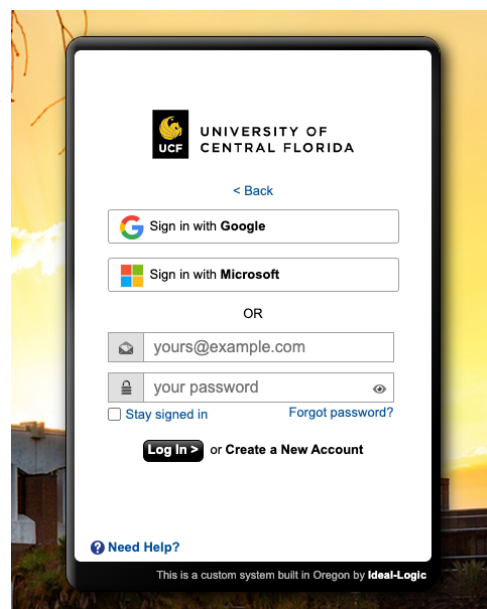 UCF
UNIVERSITY OF
CENTRAL FLORIDA
< Back
Sign in with Google
Sign in with Microsoft
OR
yours@example.com
your password
Stay signed in Forgot password?
Log In > or Create a New Account
? Need Help?
This is a custom system built in Oregon by Ideal-Logic